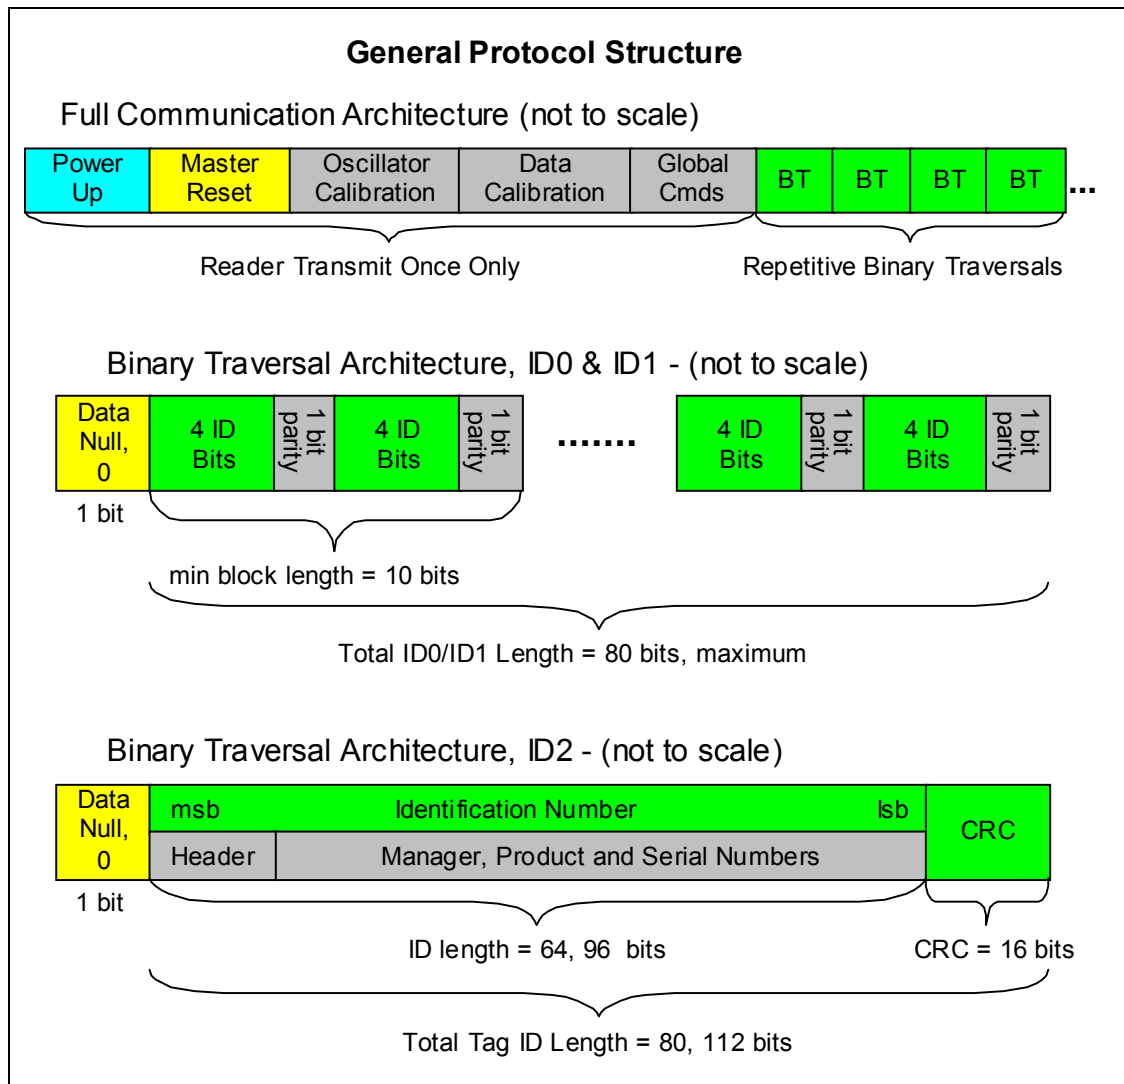 General Protocol Structure
Full Communication Architecture (not to scale)
Power Up
Master Reset
Oscillator Calibration
Data Calibration
Global Cmds
BT
BT
BT
BT
...
Reader Transmit Once Only
Repetitive Binary Traversals
Binary Traversal Architecture, ID0 & ID1 - (not to scale)
Data Null, 0
4 ID Bits
1 bit parity
4 ID Bits
1 bit parity
.......
4 ID Bits
1 bit parity
4 ID Bits
1 bit parity
1 bit
min block length = 10 bits
Total ID0/ID1 Length = 80 bits, maximum
Binary Traversal Architecture, ID2 - (not to scale)
Data Null, 0
msb
Identification Number
lsb
CRC
Header
Manager, Product and Serial Numbers
1 bit
ID length = 64, 96 bits
CRC = 16 bits
Total Tag ID Length = 80, 112 bits